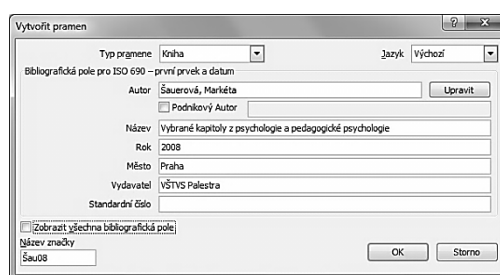 Vytvořit pramen
Typ pramene Kniha Jazyk Výchozí
Bibliografická pole pro ISO 690 – první prvek a datum
Autor Šauerová, Markéta Upravit
Podnikový Autor
Název Vybrané kapitoly z psychologie a pedagogické psychologie
Rok 2008
Město Praha
Vydavatel VŠTVS Palestra
Standardní číslo
Zobrazit všechna bibliografická pole
Název značky
Šau08
OK Storno